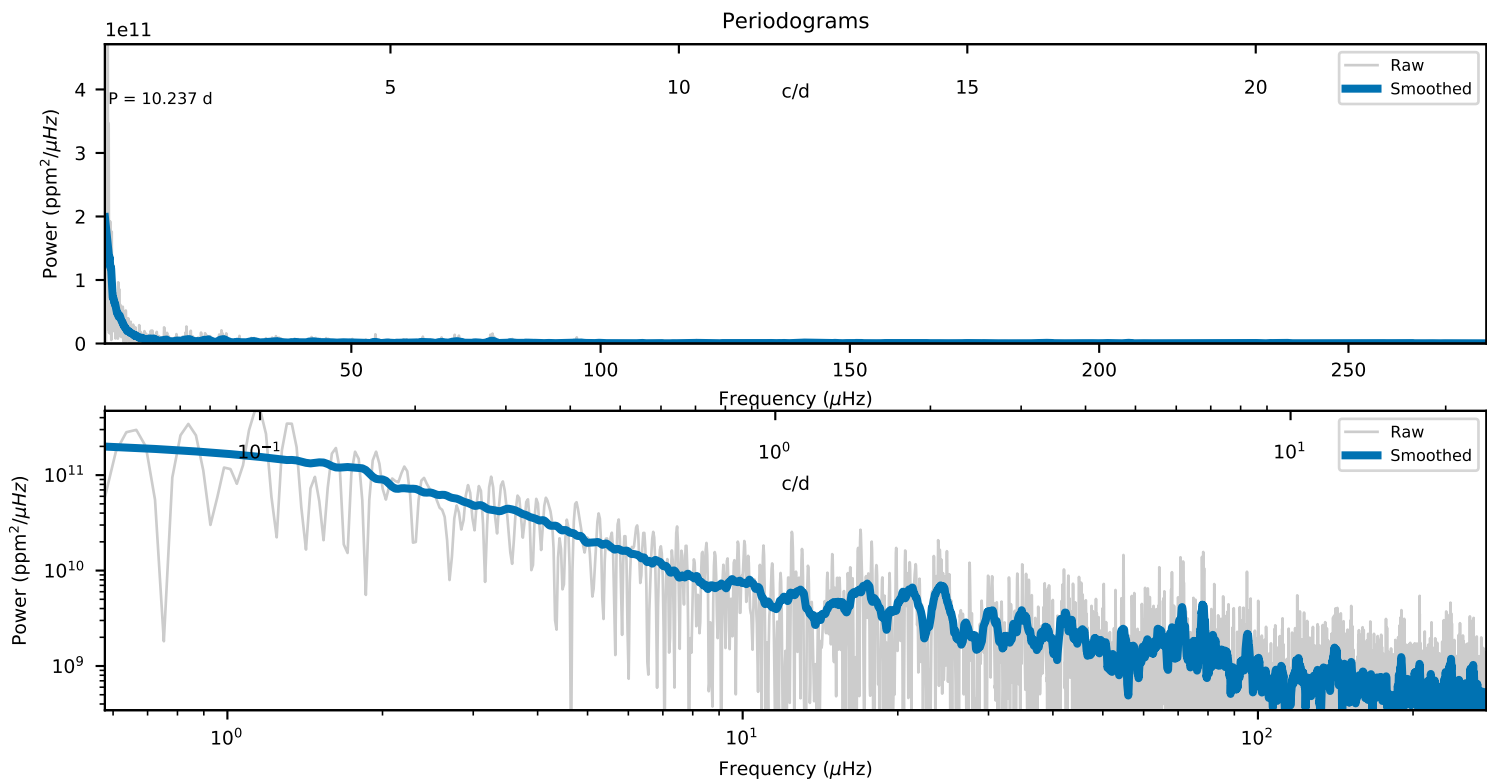 Periodograms
1e11
5 10 15 20
c/d
P = 10.237 d
Raw
Smoothed
4
3
2
1
0
Power (ppm²/μHz)
50 100 150 200 250
Frequency (μHz)
10⁻¹ 10⁰ 10¹
c/d
Raw
Smoothed
10¹¹
10¹⁰
10⁹
Power (ppm²/μHz)
10⁰ 10¹ 10²
Frequency (μHz)